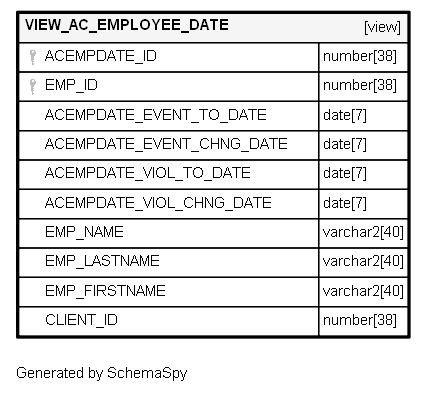 VIEW_AC_EMPLOYEE_DATE [view]
ACEMPDATE_ID number[38]
EMP_ID number[38]
ACEMPDATE_EVENT_TO_DATE date[7]
ACEMPDATE_EVENT_CHNG_DATE date[7]
ACEMPDATE_VIOL_TO_DATE date[7]
ACEMPDATE_VIOL_CHNG_DATE date[7]
EMP_NAME varchar2[40]
EMP_LASTNAME varchar2[40]
EMP_FIRSTNAME varchar2[40]
CLIENT_ID number[38]
Generated by SchemaSpy